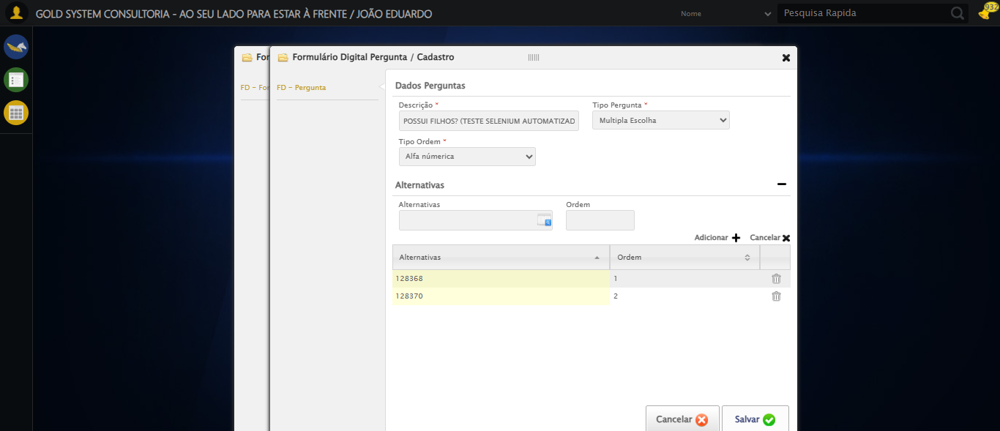 GOLD SYSTEM CONSULTORIA - AO SEU LADO PARA ESTAR À FRENTE / JOÃO EDUARDO
Nome
Pesquisa Rapida
932
For
Formulário Digital Pergunta / Cadastro
FD - For
FD - Pergunta
Dados Perguntas
Descrição *
Tipo Pergunta *
POSSUI FILHOS? (TESTE SELENIUM AUTOMATIZAD
Multipla Escolha
Tipo Ordem *
Alfa númerica
Alternativas
Alternativas
Ordem
Adicionar
Cancelar
Alternativas
Ordem
128368
1
128370
2
Cancelar
Salvar